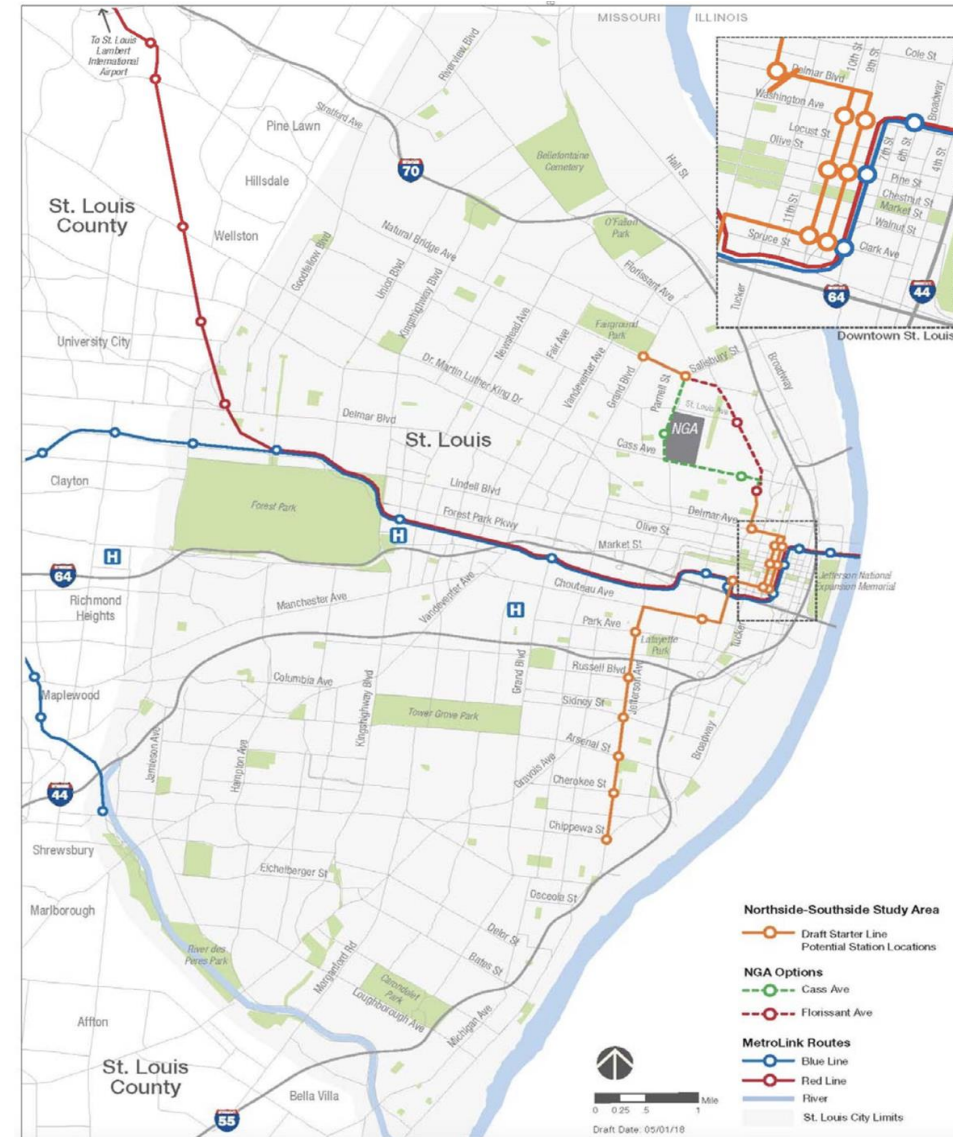 MISSOURI
ILLINOIS
To St. Louis
Lambert
International
Airport
Riverview Blvd
Stratford Ave
Pine Lawn
70
Bellefontaine
Cemetery
Hall St
Hillsdale
St. Louis
County
Wellston
Goodfellow Blvd
Natural Bridge Ave
Union Blvd
Kingshighway Blvd
O'Fallon
Park
Florissant Ave
Newstead Ave
Fair Ave
Fairground
Park
Vandeventer Ave
Grand Blvd
Salisbury St
Parnell St
Broadway
University City
Dr. Martin Luther King Dr
St. Louis Ave
NGA
Delmar Blvd
St. Louis
Cass Ave
Clayton
Lindell Blvd
Forest Park
Forest Park Pkwy
Delmar Ave
Olive St
Market St
H
H
64
Jefferson National
Expansion Memorial
Richmond
Heights
Manchester Ave
Vandeventer Ave
Chouteau Ave
H
Park Ave
Tucker
Lafayette
Park
Maplewood
Columbia Ave
Kingshighway Blvd
Grand Blvd
Russell Blvd
Jefferson Ave
Sidney St
Tower Grove Park
Jamieson Ave
Hampton Ave
Arsenal St
Gravois Ave
Broadway
Cherokee St
44
Chippewa St
Shrewsbury
Eichelberger St
Osceola St
Marlborough
Delor St
Bates St
River des
Peres Park
Morganford Rd
Carondelet
Park
Loughborough Ave
Michigan Ave
Affton
St. Louis
County
Bella Villa
55
10th St
9th St
Cole St
Delmar Blvd
Washington Ave
Broadway
Locust St
Olive St
7th St
6th St
4th St
Pine St
Chestnut St
Market St
11th St
Walnut St
Spruce St
Clark Ave
Tucker
64
44
Downtown St. Louis
Northside-Southside Study Area
Draft Starter Line
Potential Station Locations
NGA Options
Cass Ave
Florissant Ave
MetroLink Routes
Blue Line
Red Line
River
St. Louis City Limits
0 0.25 .5 1 Mile
Draft Date: 05/01/18